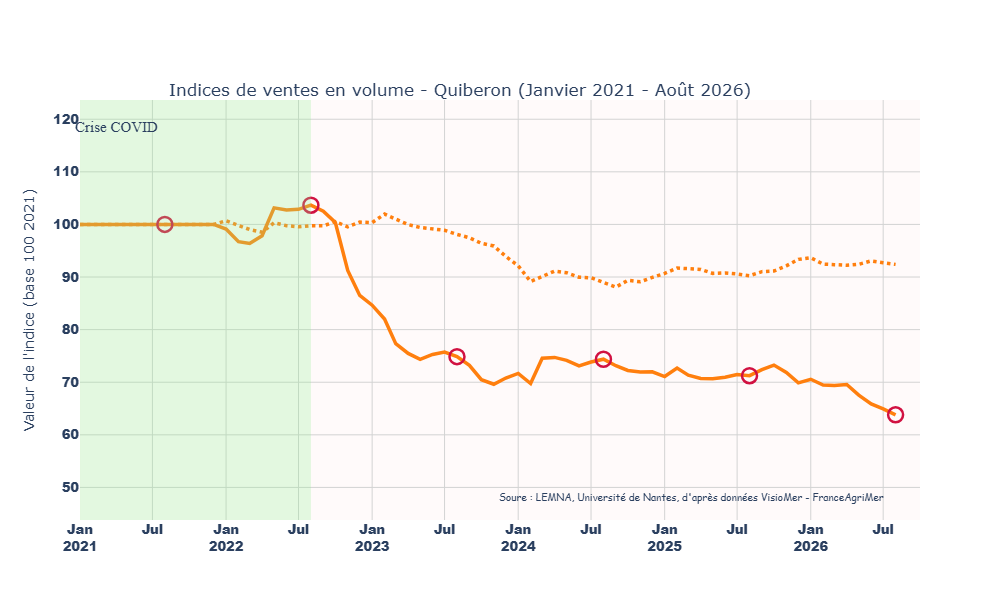 Indices de ventes en volume - Quiberon (Janvier 2021 - Août 2026)
Valeur de l'indice (base 100 2021)
120
Crise COVID
110
100
90
80
70
60
50
Soure : LEMNA, Université de Nantes, d'après données VisioMer - FranceAgriMer
Jan Jul Jan Jul Jan Jul Jan Jul Jan Jul Jan Jul
2021 2022 2023 2024 2025 2026